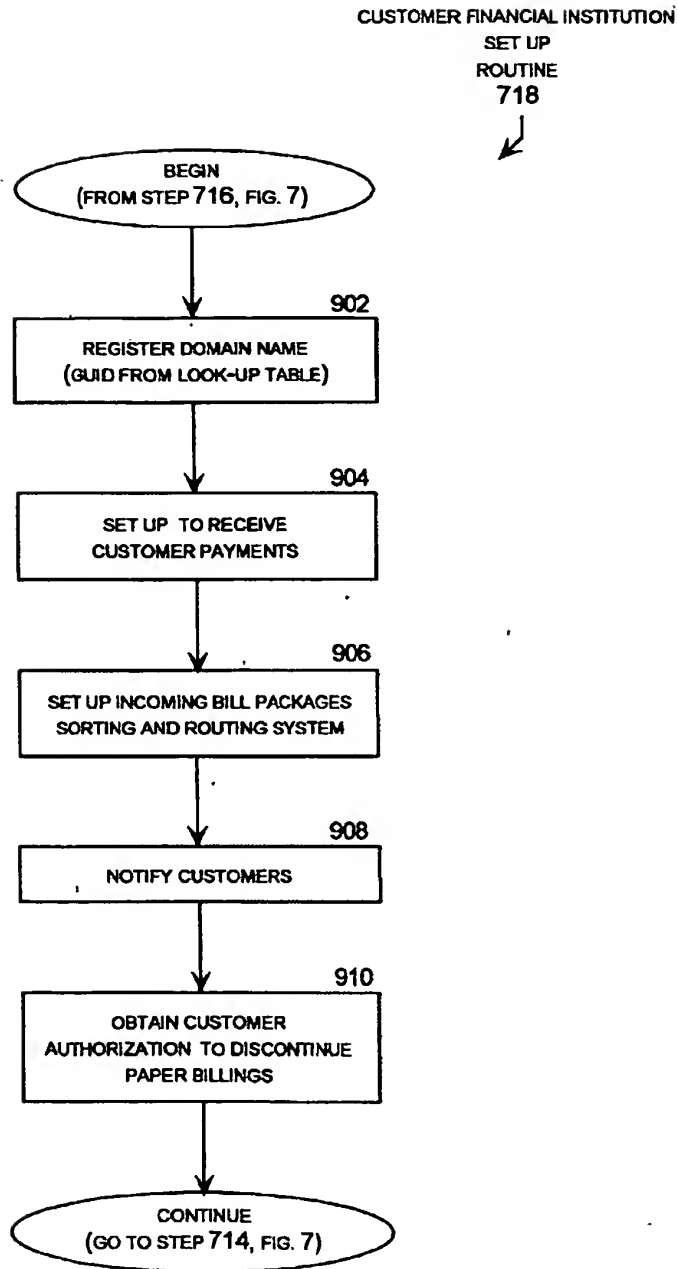 CUSTOMER FINANCIAL INSTITUTION
SET UP
ROUTINE
718
BEGIN
(FROM STEP 716, FIG. 7)
902
REGISTER DOMAIN NAME
(GUID FROM LOOK-UP TABLE)
904
SET UP TO RECEIVE
CUSTOMER PAYMENTS
906
SET UP INCOMING BILL PACKAGES
SORTING AND ROUTING SYSTEM
908
NOTIFY CUSTOMERS
910
OBTAIN CUSTOMER
AUTHORIZATION TO DISCONTINUE
PAPER BILLINGS
CONTINUE
(GO TO STEP 714, FIG. 7)